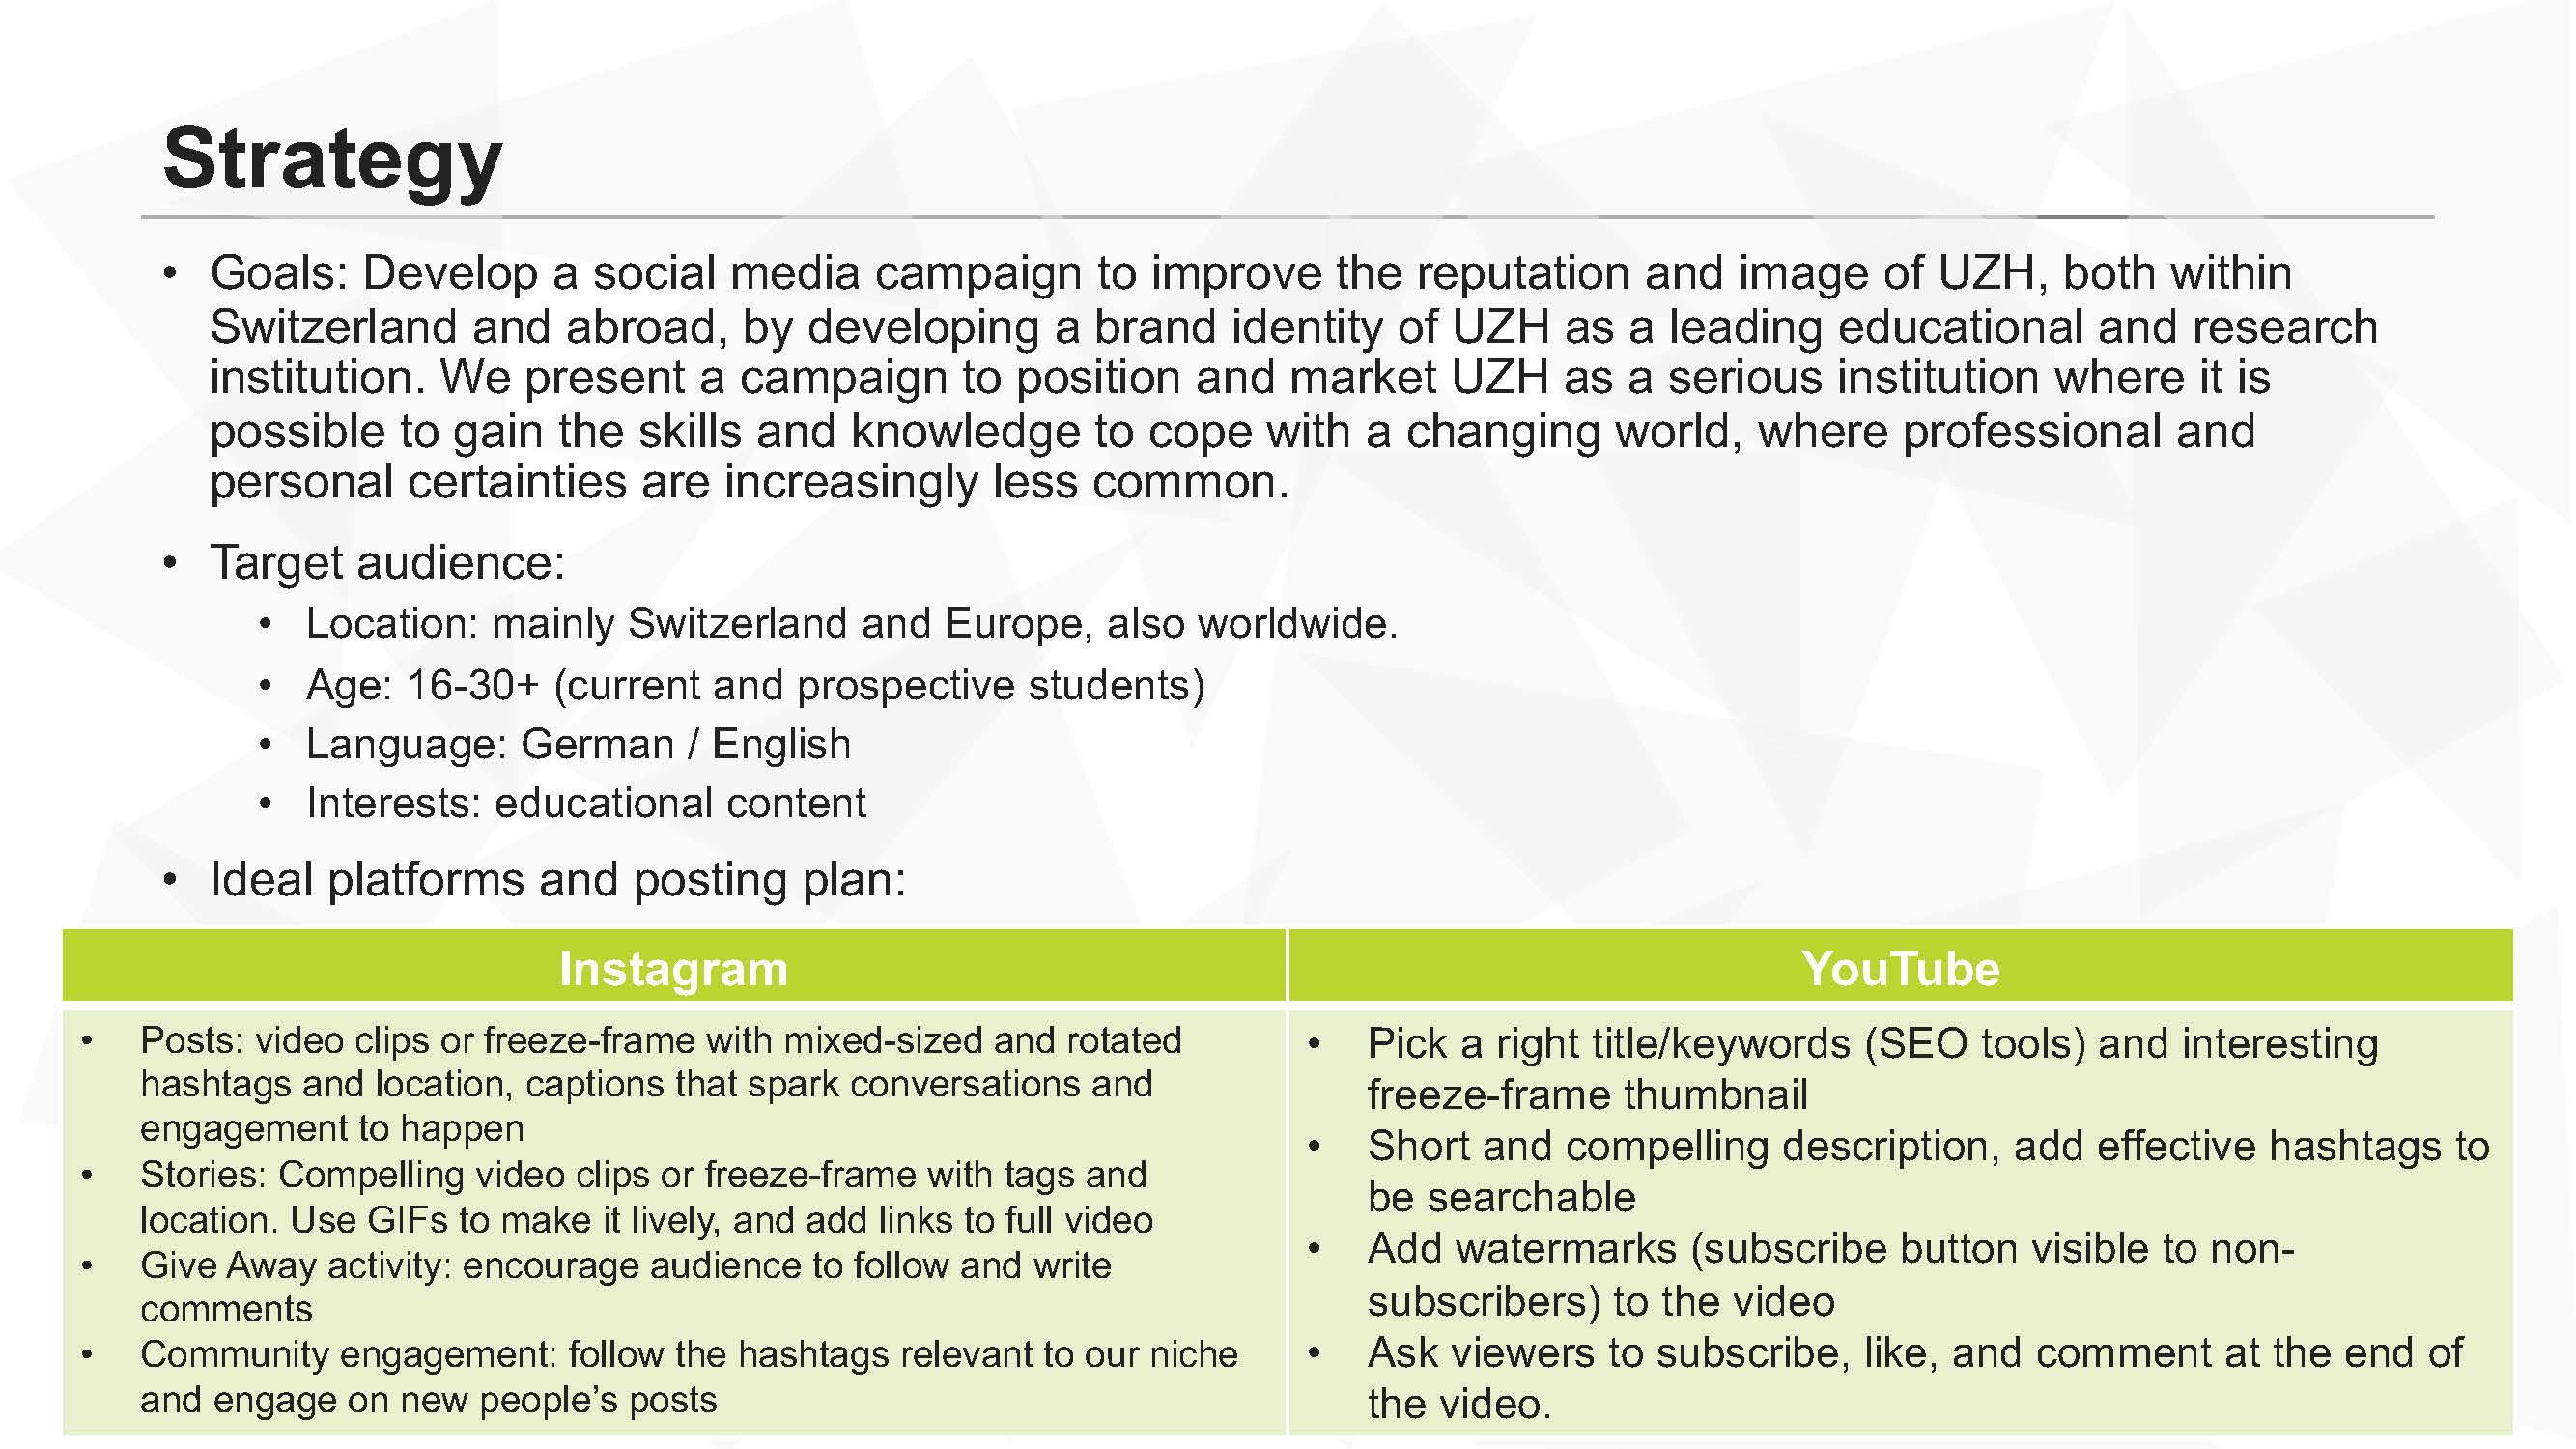 Strategy
• Goals: Develop a social media campaign to improve the reputation and image of UZH, both within
Switzerland and abroad, by developing a brand identity of UZH as a leading educational and research
institution. We present a campaign to position and market UZH as a serious institution where it is
possible to gain the skills and knowledge to cope with a changing world, where professional and
personal certainties are increasingly less common.
• Target audience:
• Location: mainly Switzerland and Europe, also worldwide.
• Age: 16-30+ (current and prospective students)
• Language: German / English
• Interests: educational content
• Ideal platforms and posting plan:
Instagram
• Posts: video clips or freeze-frame with mixed-sized and rotated
hashtags and location, captions that spark conversations and
engagement to happen
• Stories: Compelling video clips or freeze-frame with tags and
location. Use GIFs to make it lively, and add links to full video
• Give Away activity: encourage audience to follow and write
comments
• Community engagement: follow the hashtags relevant to our niche
and engage on new people’s posts
YouTube
• Pick a right title/keywords (SEO tools) and interesting
freeze-frame thumbnail
• Short and compelling description, add effective hashtags to
be searchable
• Add watermarks (subscribe button visible to non-
subscribers) to the video
• Ask viewers to subscribe, like, and comment at the end of
the video.